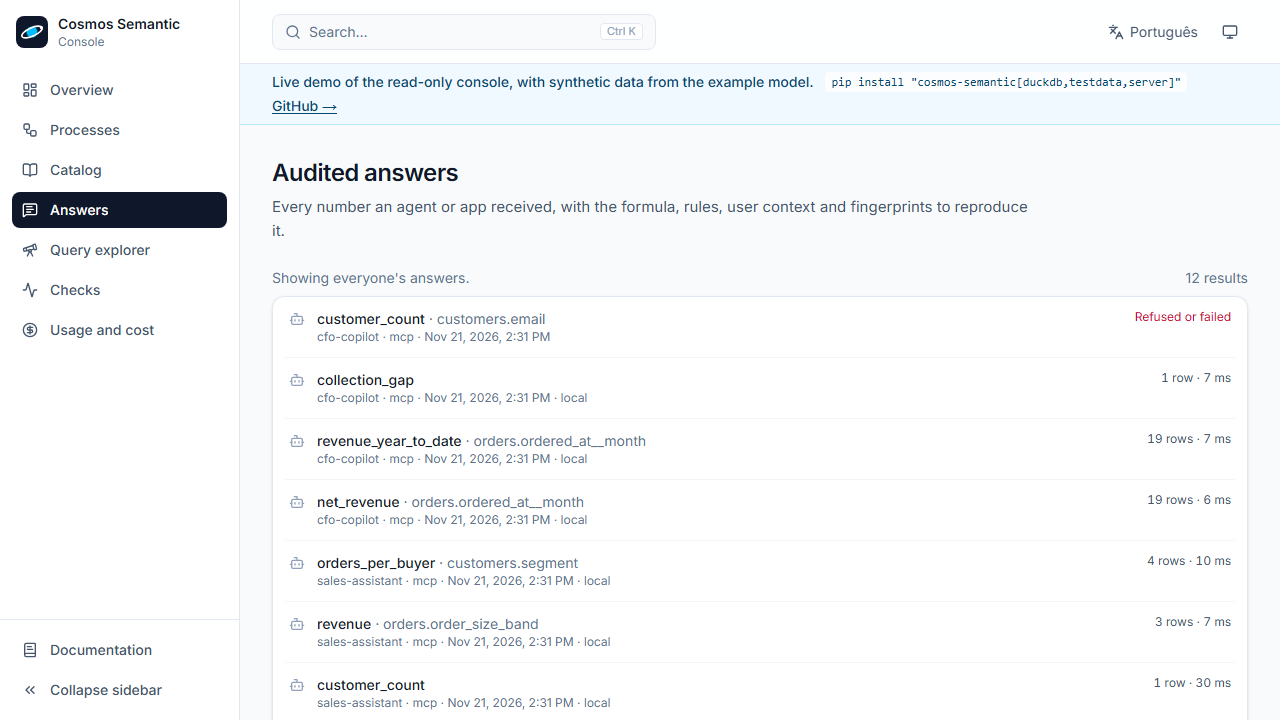 Cosmos Semantic
Console
Search...
Ctrl K
Português
Overview
Processes
Catalog
Answers
Query explorer
Checks
Usage and cost
Documentation
Collapse sidebar
Live demo of the read-only console, with synthetic data from the example model. pip install "cosmos-semantic[duckdb,testdata,server]"
GitHub →
Audited answers
Every number an agent or app received, with the formula, rules, user context and fingerprints to reproduce
it.
Showing everyone's answers. 12 results
customer_count · customers.email Refused or failed
cfo-copilot · mcp · Nov 21, 2026, 2:31 PM
collection_gap 1 row · 7 ms
cfo-copilot · mcp · Nov 21, 2026, 2:31 PM · local
revenue_year_to_date · orders.ordered_at__month 19 rows · 7 ms
cfo-copilot · mcp · Nov 21, 2026, 2:31 PM · local
net_revenue · orders.ordered_at__month 19 rows · 6 ms
cfo-copilot · mcp · Nov 21, 2026, 2:31 PM · local
orders_per_buyer · customers.segment 4 rows · 10 ms
sales-assistant · mcp · Nov 21, 2026, 2:31 PM · local
revenue · orders.order_size_band 3 rows · 7 ms
sales-assistant · mcp · Nov 21, 2026, 2:31 PM · local
customer_count 1 row · 30 ms
sales-assistant · mcp · Nov 21, 2026, 2:31 PM · local